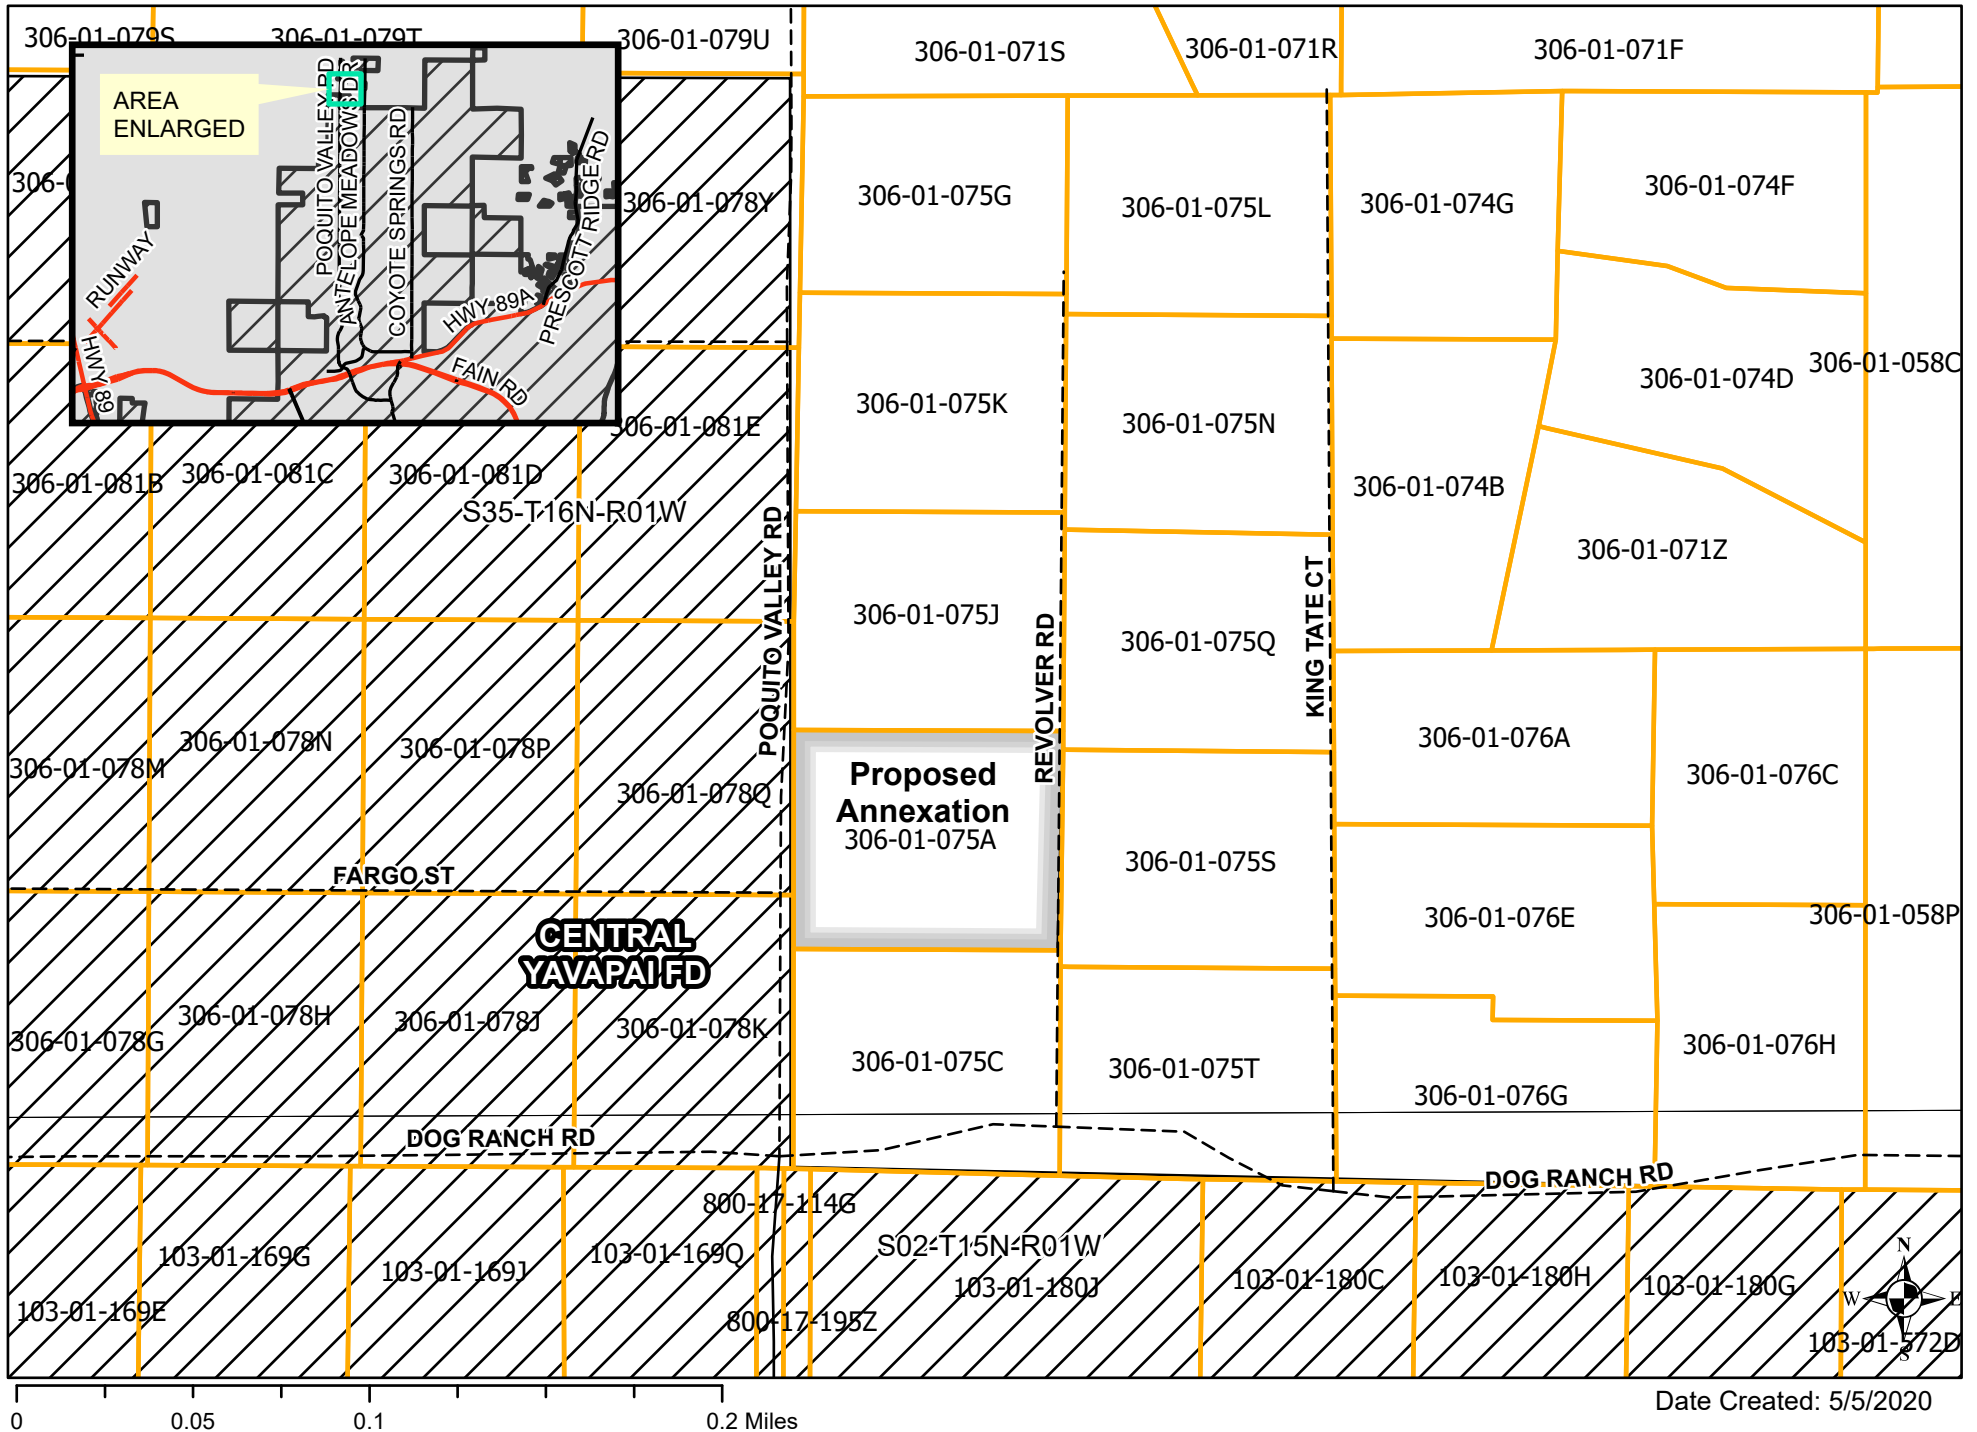 306-01-079S
306-01-079T
306-01-079U
306-01-071S
306-01-071R
306-01-071F
AREA
ENLARGED
POQUITO VALLEY RD
ANTELOPE MEADOWS DR
COYOTE SPRINGS RD
PRESCOTT RIDGE RD
RUNWAY
HWY 89A
HWY 89
FAIN RD
306-01-078Y
306-01-075G
306-01-075L
306-01-074G
306-01-074F
306-01-075K
306-01-075N
306-01-074D
306-01-058C
306-01-081E
306-01-081B
306-01-081C
306-01-081D
S35-T16N-R01W
306-01-074B
306-01-071Z
POQUITO VALLEY RD
306-01-075J
REVOLVER RD
306-01-075Q
KING TATE CT
306-01-078M
306-01-078N
306-01-078P
306-01-078Q
Proposed
Annexation
306-01-075A
306-01-075S
306-01-076A
306-01-076C
FARGO ST
CENTRAL
YAVAPAI FD
306-01-076E
306-01-058P
306-01-078G
306-01-078H
306-01-078J
306-01-078K
306-01-075C
306-01-075T
306-01-076G
306-01-076H
DOG RANCH RD
DOG RANCH RD
800-17-114G
103-01-169E
103-01-169G
103-01-169J
103-01-169Q
S02-T15N-R01W
103-01-180J
103-01-180C
103-01-180H
103-01-180G
800-17-195Z
103-01-572D
N
W
E
S
0
0.05
0.1
0.2 Miles
Date Created: 5/5/2020